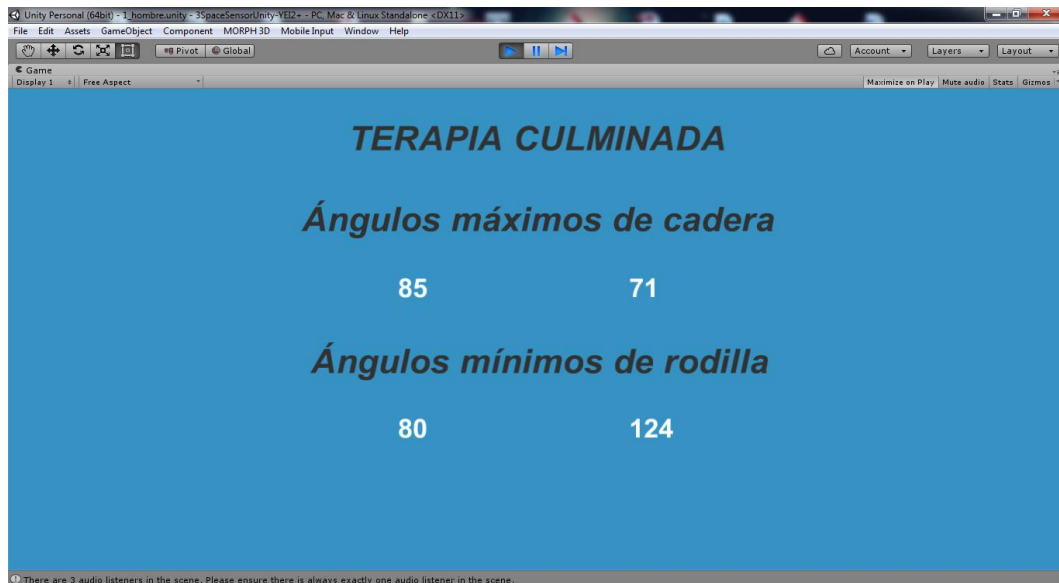 Unity Personal (64bit) - 1_hombre.unity - 3SpaceSensorUnity-YEI2+ - PC, Mac & Linux Standalone <DX11>
File Edit Assets GameObject Component MORPH 3D Mobile Input Window Help
Pivot Global Account Layers Layout
Game
Display 1 Free Aspect Maximize on Play Mute audio Stats Gizmos
TERAPIA CULMINADA
Ángulos máximos de cadera
85 71
Ángulos mínimos de rodilla
80 124
There are 3 audio listeners in the scene. Please ensure there is always exactly one audio listener in the scene.